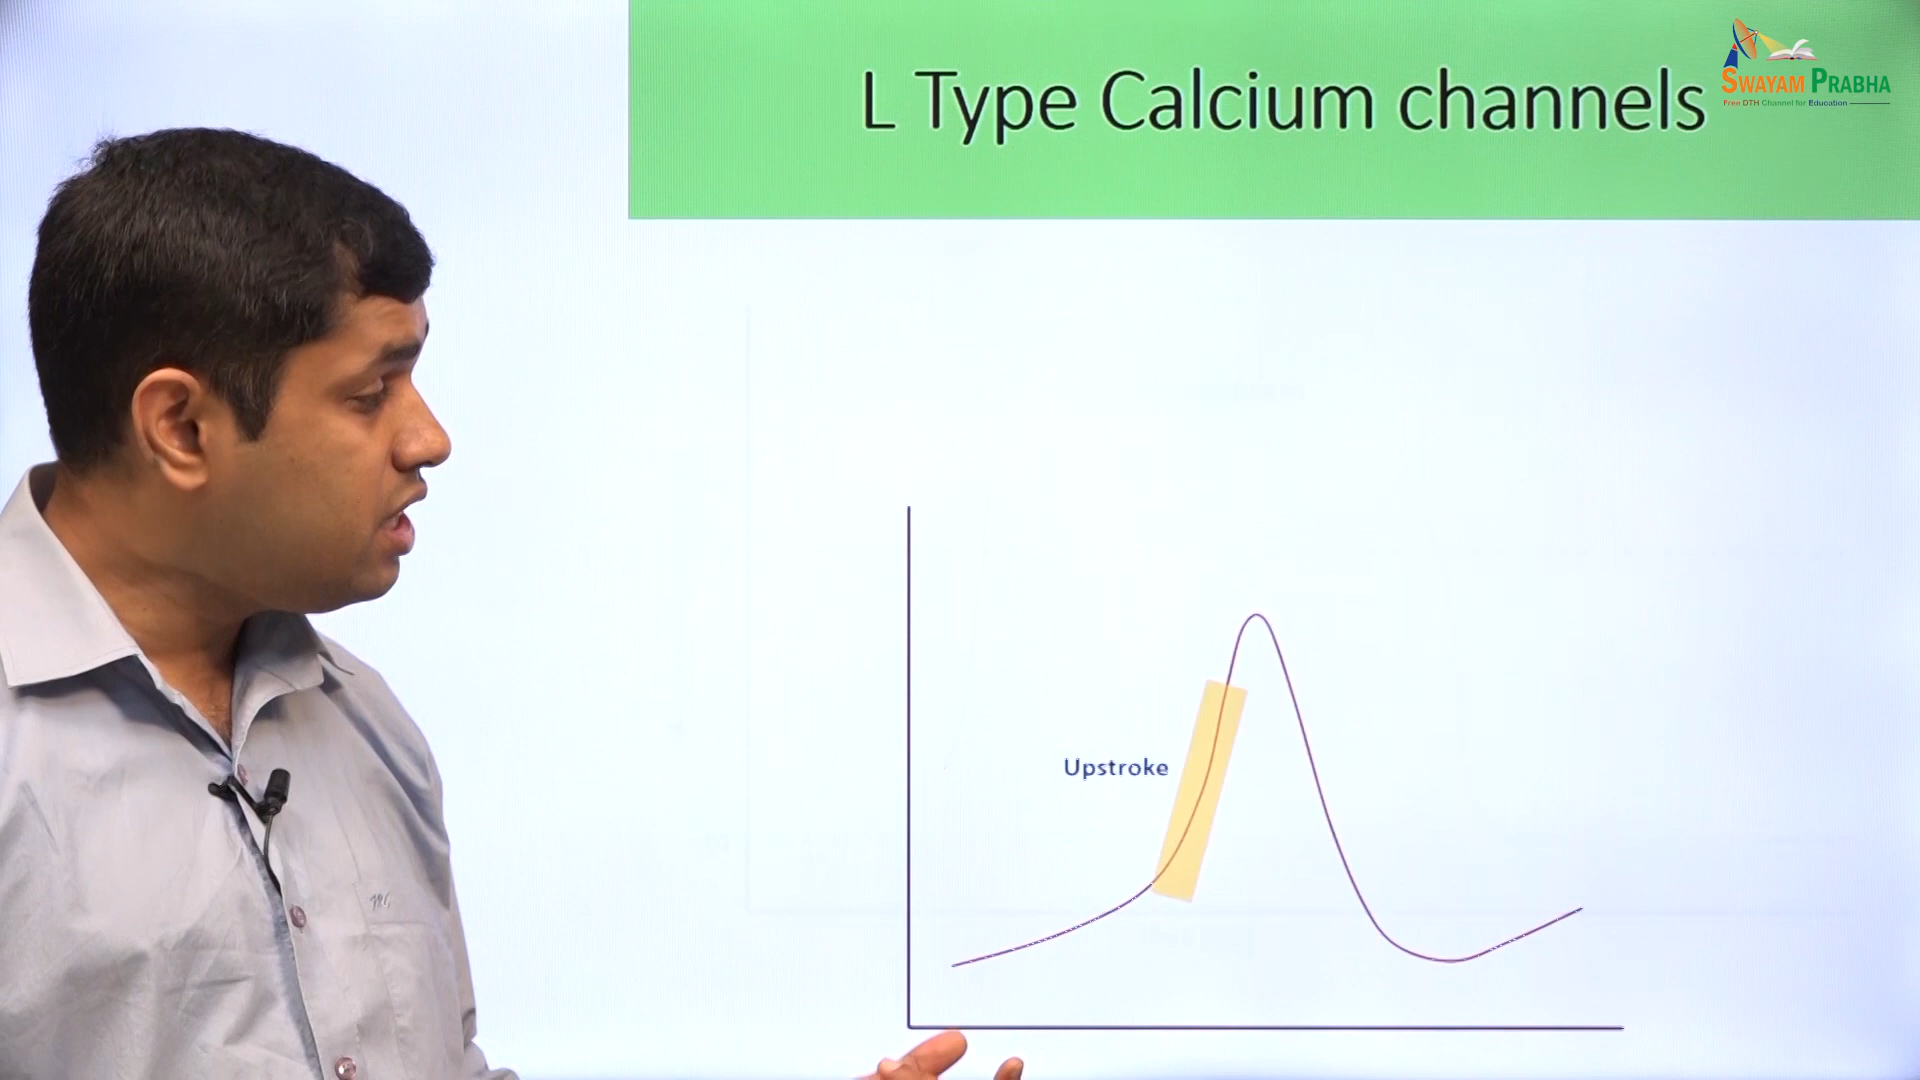 L Type Calcium channels
SWAYAM PRABHA
Free DTH Channel for Education
Upstroke